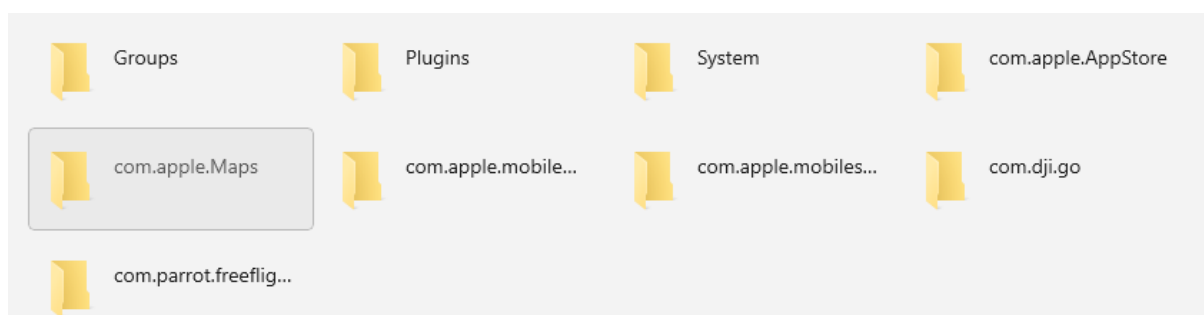 Groups
Plugins
System
com.apple.AppStore
com.apple.Maps
com.apple.mobile...
com.apple.mobiles...
com.dji.go
com.parrot.freeflig...